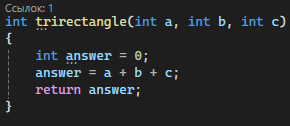 Ссылок: 1
int trirectangle(int a, int b, int c)
{
    int answer = 0;
    answer = a + b + c;
    return answer;
}